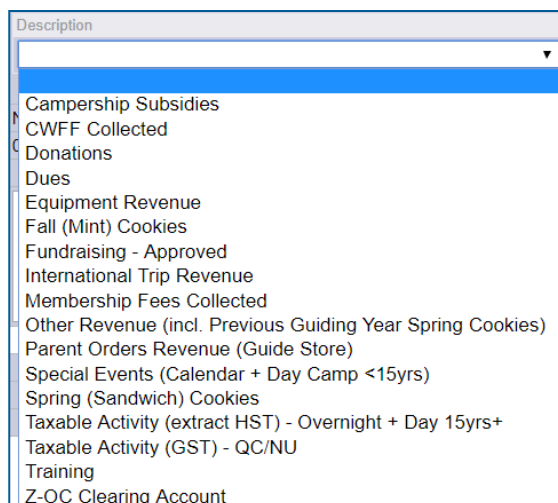 Description
Campership Subsidies
CWFF Collected
Donations
Dues
Equipment Revenue
Fall (Mint) Cookies
Fundraising - Approved
International Trip Revenue
Membership Fees Collected
Other Revenue (incl. Previous Guiding Year Spring Cookies)
Parent Orders Revenue (Guide Store)
Special Events (Calendar + Day Camp <15yrs)
Spring (Sandwich) Cookies
Taxable Activity (extract HST) - Overnight + Day 15yrs+
Taxable Activity (GST) - QC/NU
Training
Z-OC Clearing Account